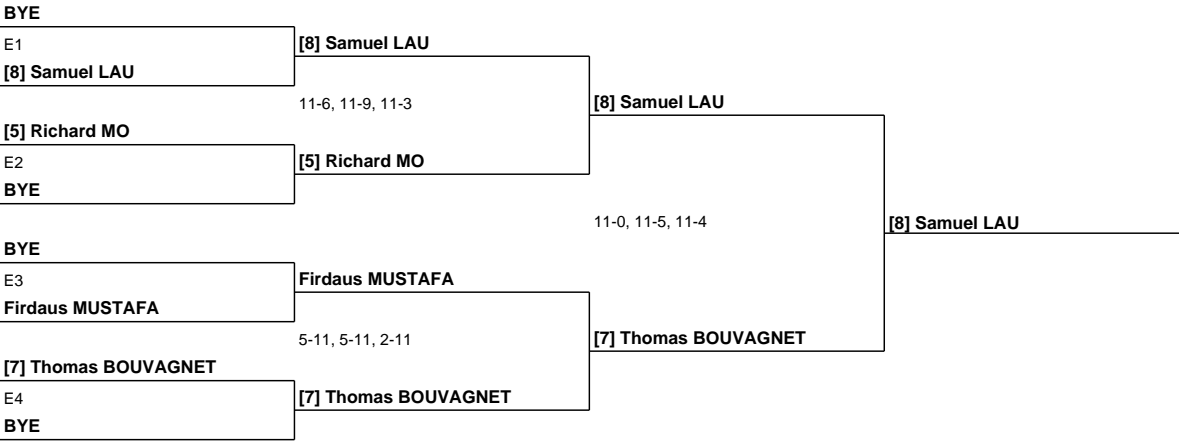 BYE
E1
[8] Samuel LAU
[8] Samuel LAU
11-6, 11-9, 11-3
[8] Samuel LAU
[5] Richard MO
E2
[5] Richard MO
BYE
11-0, 11-5, 11-4
[8] Samuel LAU
BYE
E3
Firdaus MUSTAFA
Firdaus MUSTAFA
5-11, 5-11, 2-11
[7] Thomas BOUVAGNET
[7] Thomas BOUVAGNET
E4
[7] Thomas BOUVAGNET
BYE